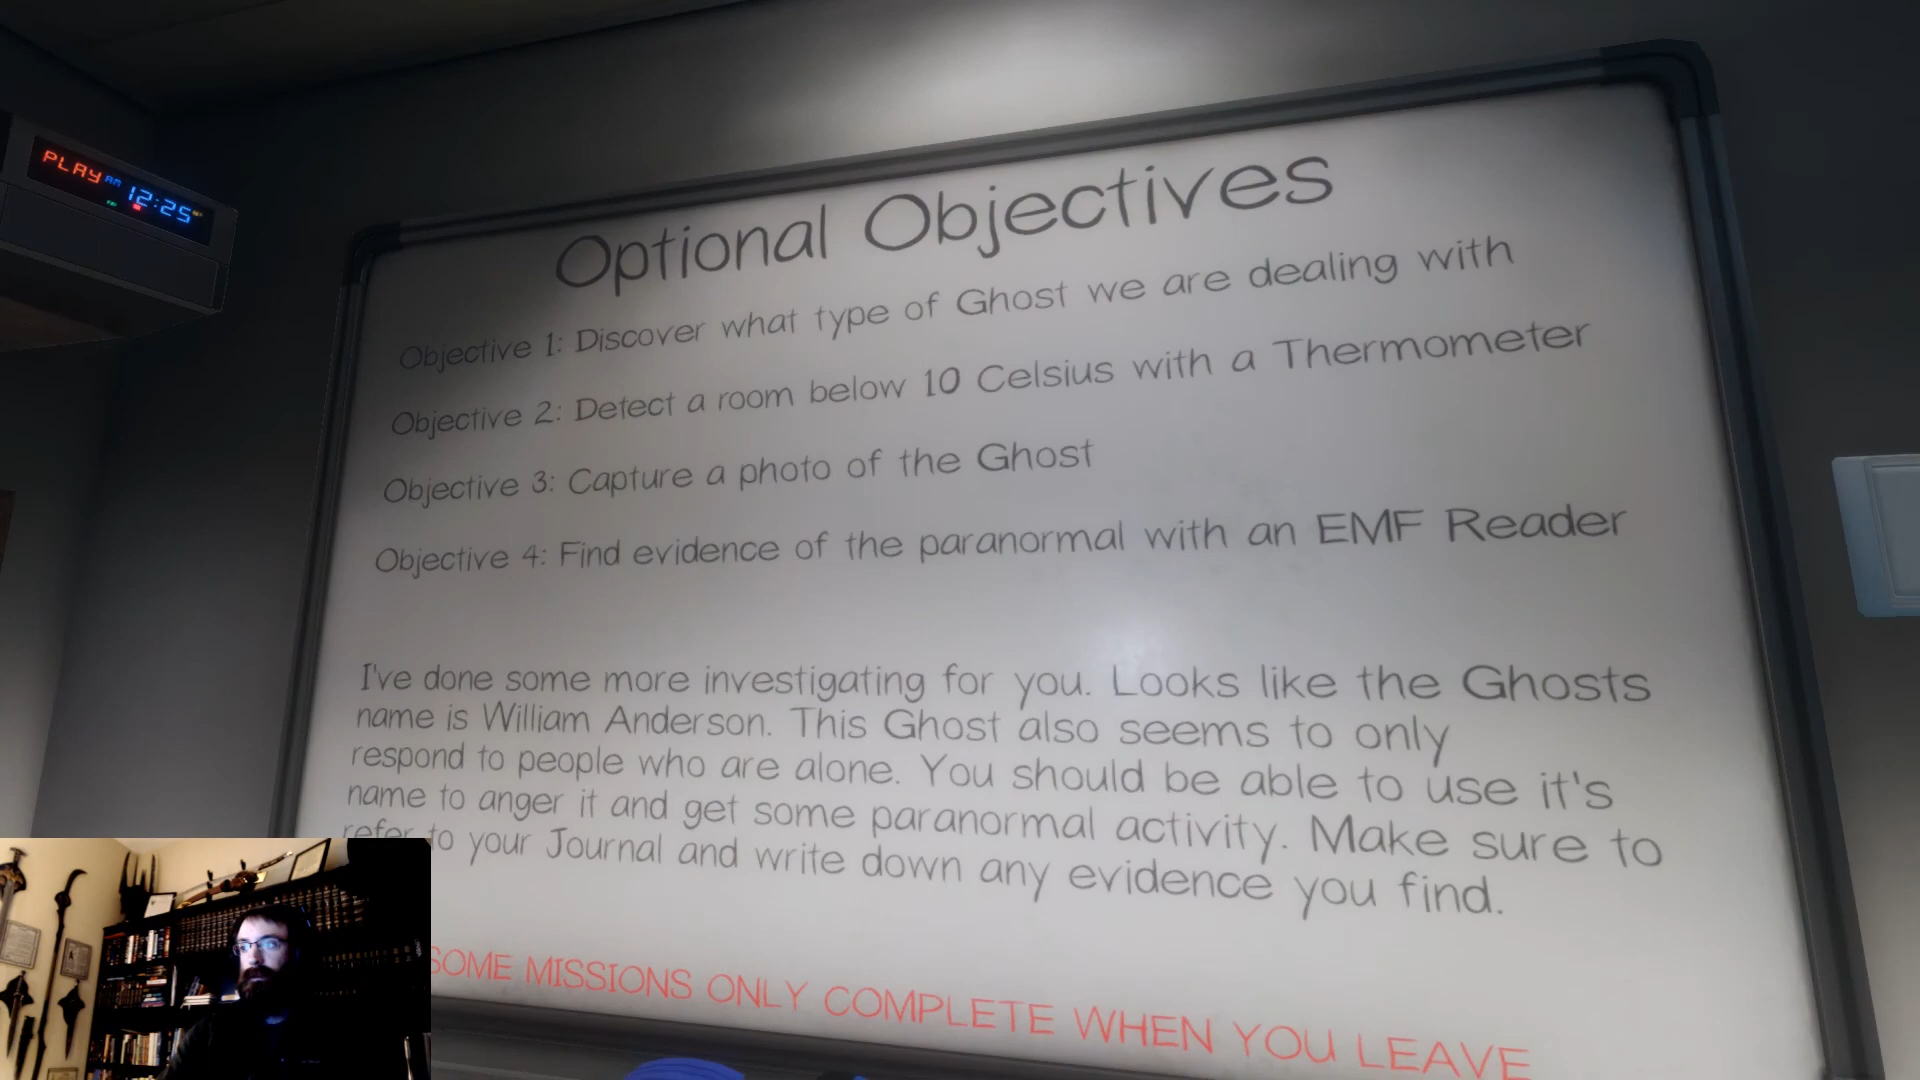 PLAY AM 12:25
Optional Objectives
Objective 1: Discover what type of Ghost we are dealing with
Objective 2: Detect a room below 10 Celsius with a Thermometer
Objective 3: Capture a photo of the Ghost
Objective 4: Find evidence of the paranormal with an EMF Reader
I've done some more investigating for you. Looks like the Ghosts
name is William Anderson. This Ghost also seems to only
respond to people who are alone. You should be able to use it's
name to anger it and get some paranormal activity. Make sure to
refer to your Journal and write down any evidence you find.
SOME MISSIONS ONLY COMPLETE WHEN YOU LEAVE